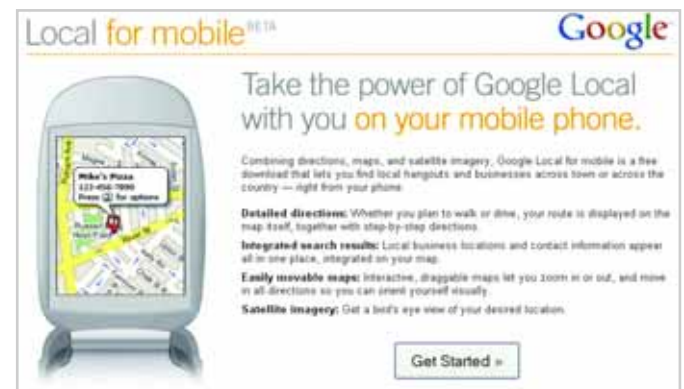 Local for mobile BETA
Google
Take the power of Google Local
with you on your mobile phone.
Combining directions, maps, and satellite imagery, Google Local for mobile is a free
download that lets you find local hangouts and businesses across town or across the
country — right from your phone.
Detailed directions: Whether you plan to walk or drive, your route is displayed on the
map itself, together with step-by-step directions.
Integrated search results: Local business locations and contact information appear
all in one place, integrated on your map.
Easily movable maps: Interactive, draggable maps let you zoom in or out, and move
in all directions so you can orient yourself visually.
Satellite imagery: Get a bird's eye view of your desired location.
Mike's Pizza
123-456-7890
Press for options
Get Started »